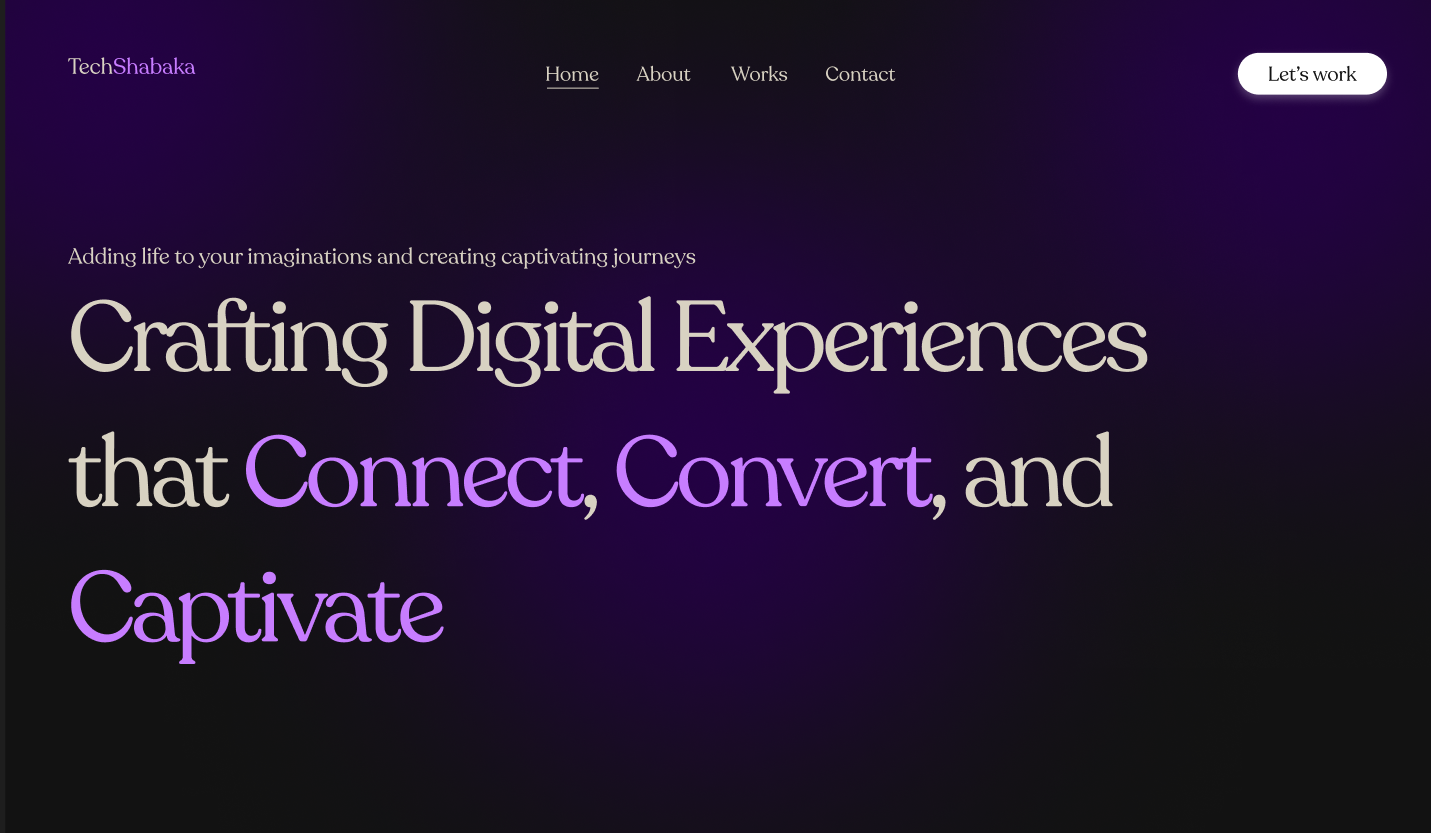 TechShabaka
Home About Works Contact
Let’s work
Adding life to your imaginations and creating captivating journeys
Crafting Digital Experiences
that Connect, Convert, and
Captivate